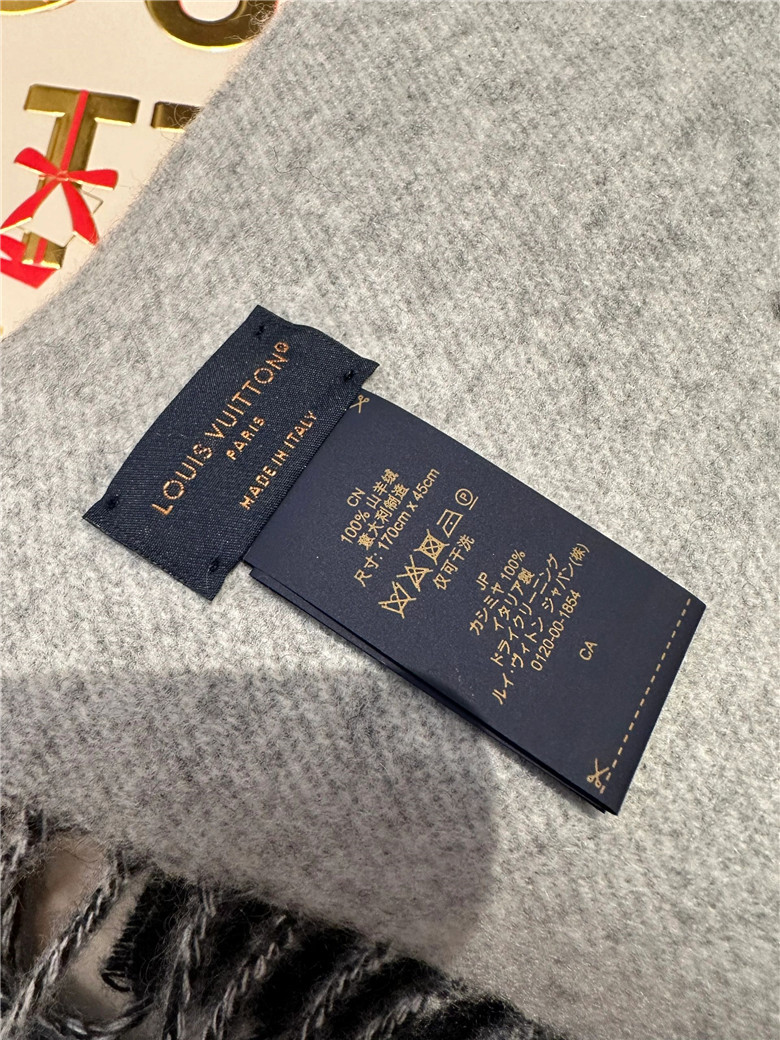 LOUIS VUITTON
PARIS
MADE IN ITALY
CN
100% 山羊绒
意大利制造
尺寸: 170cm x 45cm
P
仅可干洗
JP
カシミヤ 100%
イタリア製
ドライクリーニング
ルイ・ヴィトン ジャパン(株)
0120-00-1854
CA